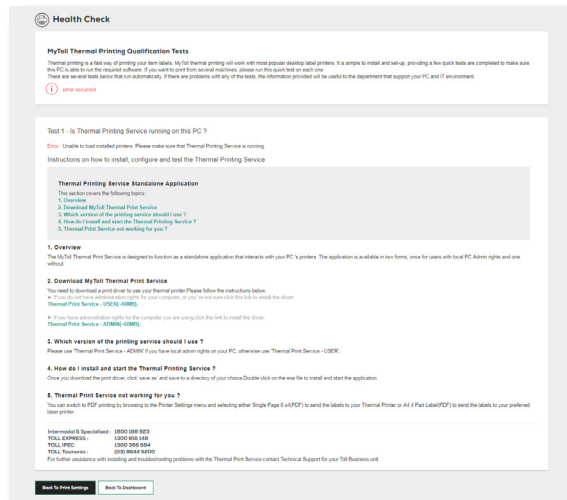 Health Check
MyToll Thermal Printing Qualification Tests
Thermal printing is a fast way of printing your item labels. MyToll thermal printing will work with most popular desktop label printers. It is simple to install and set-up, providing a few quick tests are completed to make sure
this PC is able to run the required software. If you want to print from several machines, please run this quick test on each one.
There are several tests below that run automatically. If there are problems with any of the tests, the information provided will be useful to the department that support your PC and IT environment.
error occurred
Test 1 - Is Thermal Printing Service running on this PC ?
Error : Unable to load installed printers. Please make sure that Thermal Printing Service is running.
Instructions on how to install, configure and test the Thermal Printing Service
Thermal Printing Service Standalone Application
This section covers the following topics:
1. Overview
2. Download MyToll Thermal Print Service
3. Which version of the printing service should I use ?
4. How do I install and start the Thermal Printing Service ?
5. Thermal Print Service not working for you ?
1. Overview
The MyToll Thermal Print Service is designed to function as a standalone application that interacts with your PC 's printers. The application is available in two forms, once for users with local PC Admin rights and one
without.
2. Download MyToll Thermal Print Service
You need to download a print driver to use your thermal printer.Please follow the instructions below:
► If you do not have administration rights for your computer, or you' re not sure click this link to install the driver.
Thermal Print Service - USER(~60MB).
► If you have administration rights for the computer you are using click this link to install the driver.
Thermal Print Service - ADMIN(~60MB).
3. Which version of the printing service should I use ?
Please use 'Thermal Print Service - ADMIN' if you have local admin rights on your PC, otherwise use 'Thermal Print Service - USER'.
4. How do I install and start the Thermal Printing Service ?
Once you download the print driver, click' save as' and save to a directory of your choice.Double click on the exe file to install and start the application.
5. Thermal Print Service not working for you ?
You can switch to PDF printing by browsing to the Printer Settings menu and selecting either Single Page 6 x4(PDF) to send the labels to your Thermal Printer or A4 4 Part Label(PDF) to send the labels to your preferred
laser printer.
Intermodal & Specialised : 1800 188 923
TOLL EXPRESS : 1300 818 148
TOLL IPEC: 1300 366 664
TOLL Tasmania : (03) 9644 5200
For further assistance with installing and troubleshooting problems with the Thermal Print Service contact Technical Support for your Toll Business unit.
Back To Print Settings Back To Dashboard